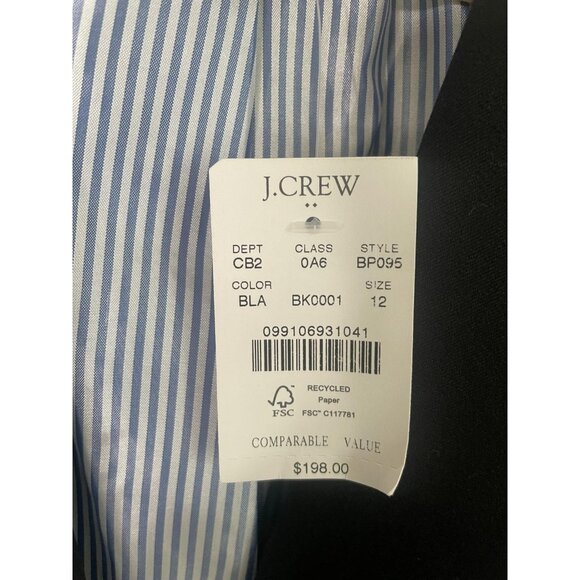 J.CREW
DEPT CLASS STYLE
CB2 0A6 BP095
COLOR SIZE
BLA BK0001 12
099106931041
RECYCLED
Paper
FSC FSC™ C117781
COMPARABLE VALUE
$198.00